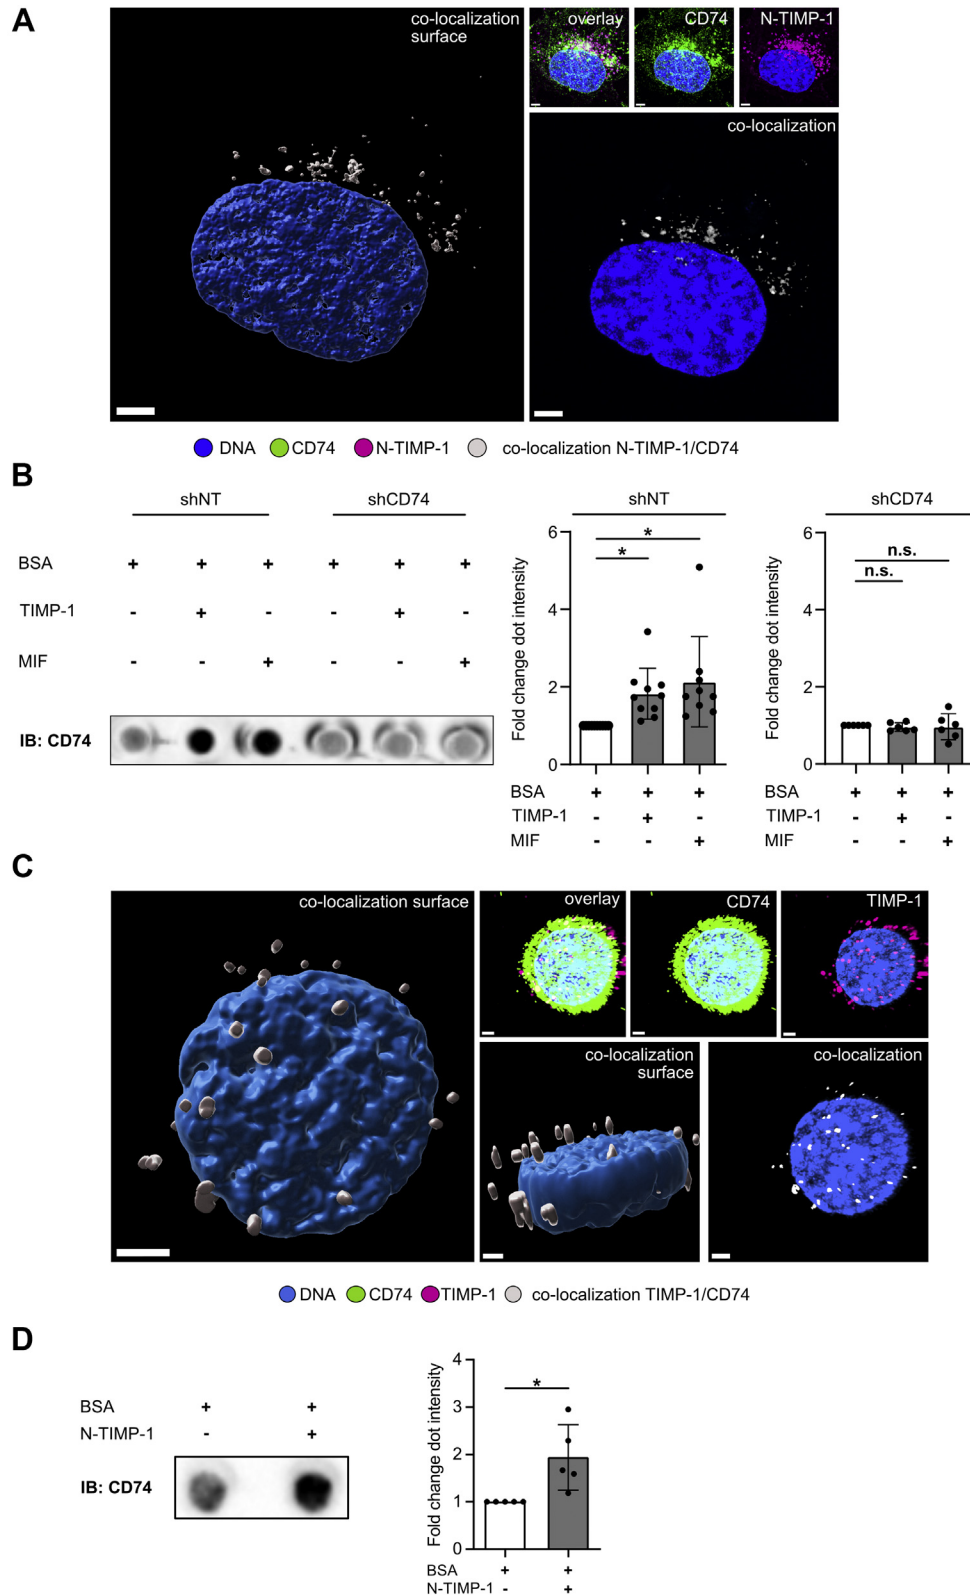 A
co-localization
surface
overlay
CD74
N-TIMP-1
co-localization
DNA CD74 N-TIMP-1 co-localization N-TIMP-1/CD74
B
shNT shCD74
BSA + + + + + +
TIMP-1 - + - - + -
MIF - - + - - +
IB: CD74
shNT
Fold change dot intensity
6
4
2
0
*
*
BSA + + +
TIMP-1 - + -
MIF - - +
shCD74
Fold change dot intensity
6
4
2
0
n.s.
n.s.
BSA + + +
TIMP-1 - + -
MIF - - +
C
co-localization surface
overlay
CD74
TIMP-1
co-localization
surface
co-localization
DNA CD74 TIMP-1 co-localization TIMP-1/CD74
D
BSA + +
N-TIMP-1 - +
IB: CD74
Fold change dot intensity
4
3
2
1
0
*
BSA + +
N-TIMP-1 - +